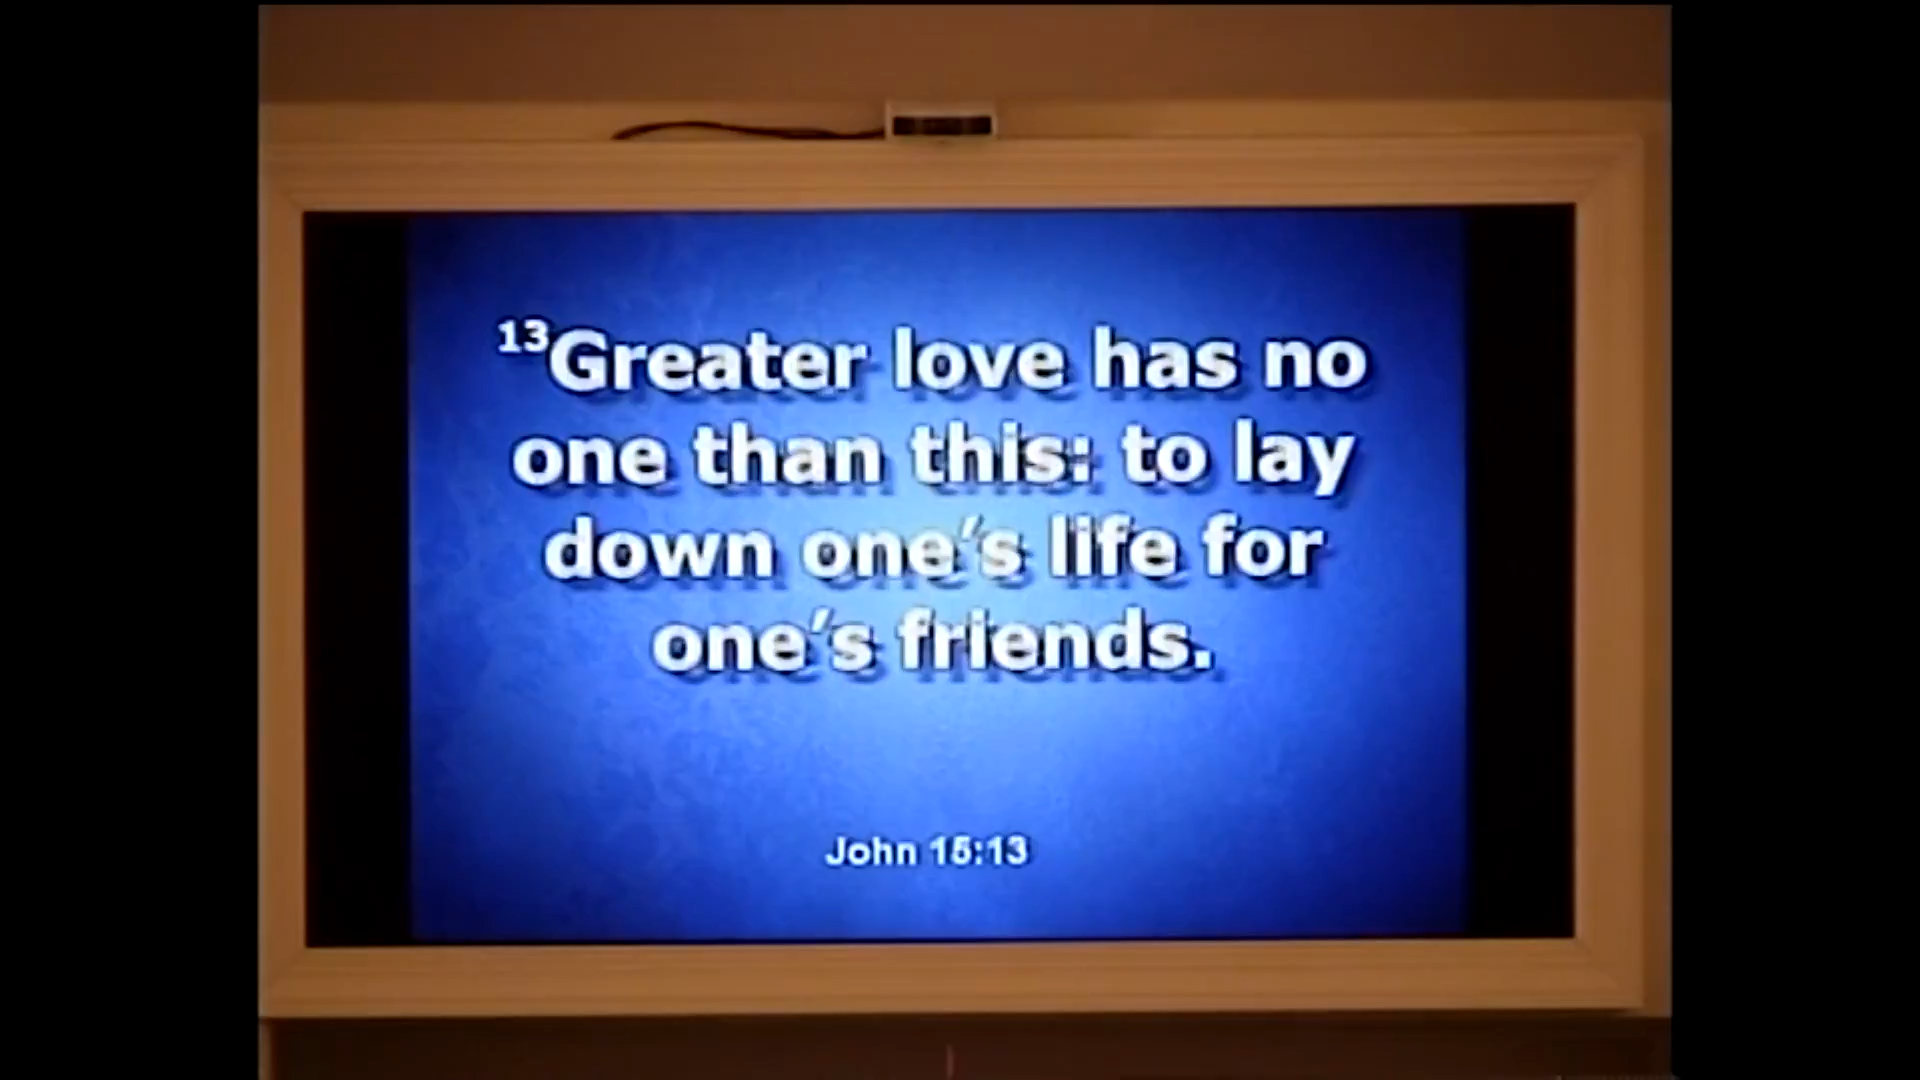 ¹³Greater love has no
one than this: to lay
down one’s life for
one’s friends.
John 15:13